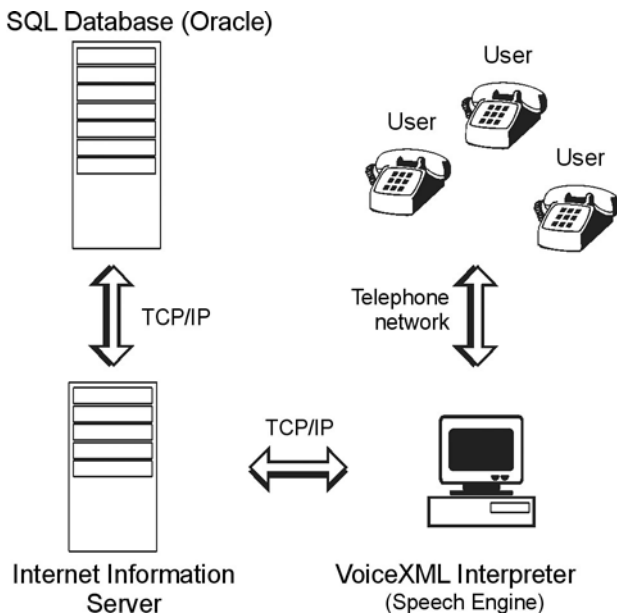 SQL Database (Oracle)
User
User
User
TCP/IP
Telephone
network
TCP/IP
Internet Information
Server
VoiceXML Interpreter
(Speech Engine)